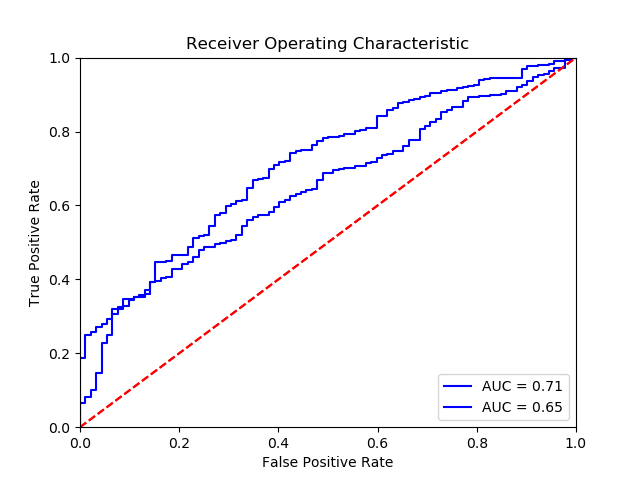 Receiver Operating Characteristic
1.0
0.8
0.6
0.4
0.2
0.0
True Positive Rate
AUC = 0.71
AUC = 0.65
0.0 0.2 0.4 0.6 0.8 1.0
False Positive Rate